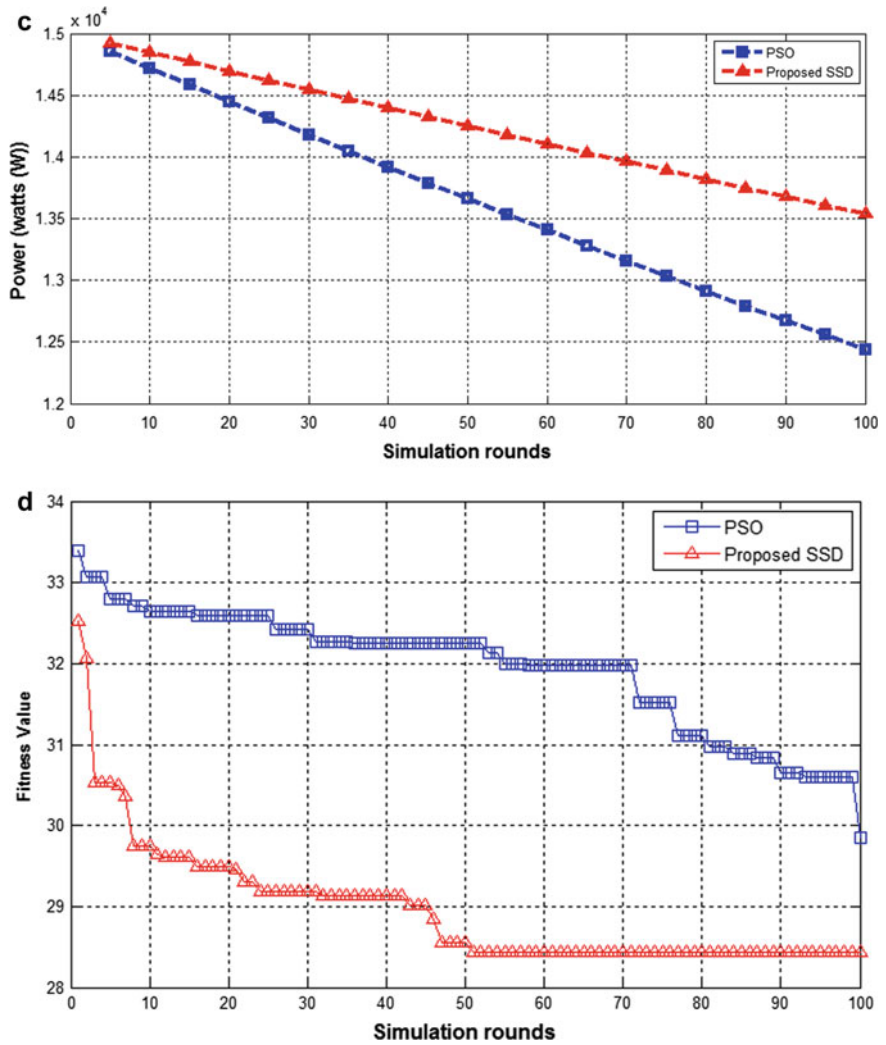 c
x 10⁴
1.5
1.45
1.4
1.35
1.3
1.25
1.2
Power (watts (W))
PSO
Proposed SSD
0 10 20 30 40 50 60 70 80 90 100
Simulation rounds
d
34
33
32
31
30
29
28
Fitness Value
PSO
Proposed SSD
0 10 20 30 40 50 60 70 80 90 100
Simulation rounds